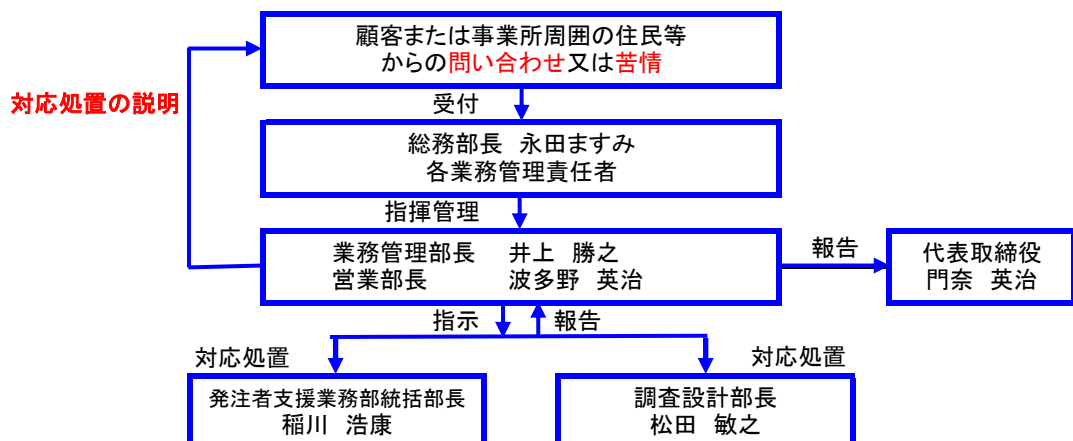 顧客または事業所周囲の住民等
からの問い合わせ又は苦情
対応処置の説明
受付
総務部長 永田ますみ
各業務管理責任者
指揮管理
業務管理部長 井上 勝之
営業部長 波多野 英治
報告
代表取締役
門奈 英治
指示 報告
対応処置
対応処置
発注者支援業務部統括部長
稲川 浩康
調査設計部長
松田 敏之